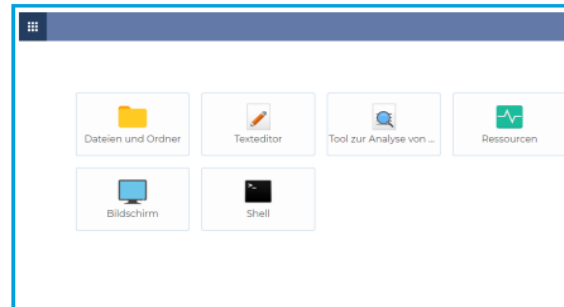 Dateien und Ordner
Texteditor
Tool zur Analyse von ...
Ressourcen
Bildschirm
Shell